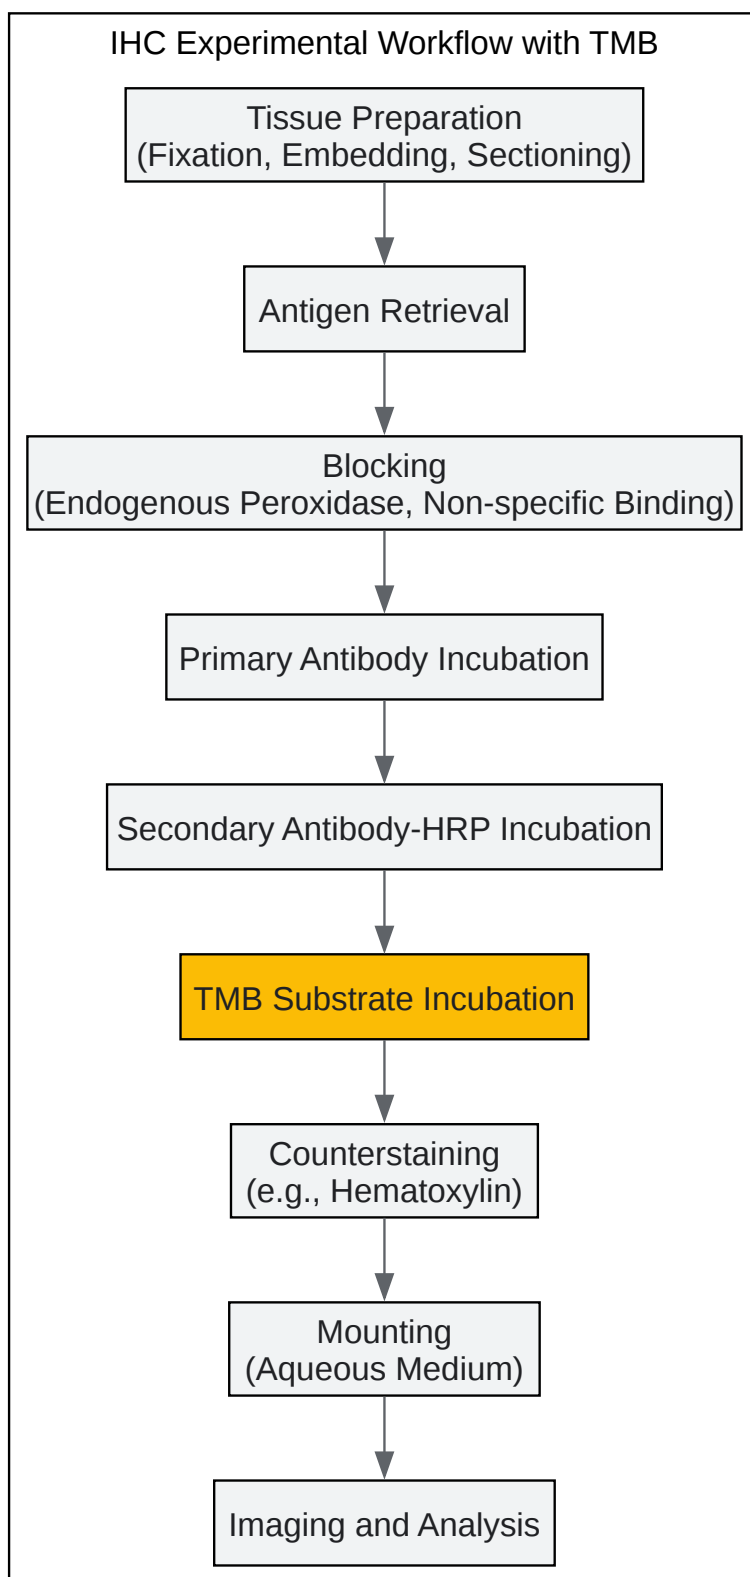 IHC Experimental Workflow with TMB
Tissue Preparation
(Fixation, Embedding, Sectioning)
Antigen Retrieval
Blocking
(Endogenous Peroxidase, Non-specific Binding)
Primary Antibody Incubation
Secondary Antibody-HRP Incubation
TMB Substrate Incubation
Counterstaining
(e.g., Hematoxylin)
Mounting
(Aqueous Medium)
Imaging and Analysis